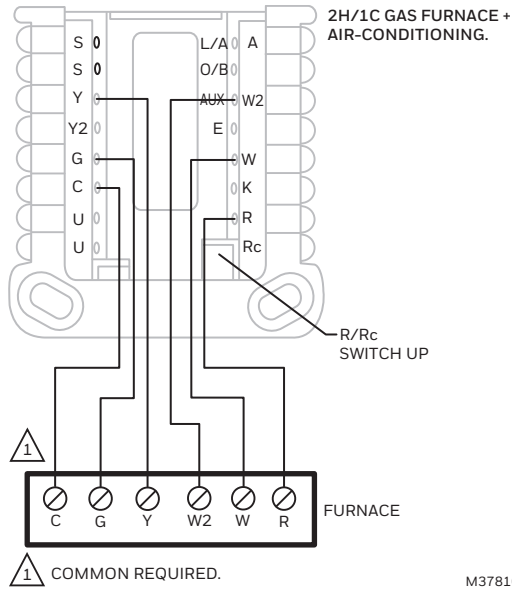 2H/1C GAS FURNACE +
AIR-CONDITIONING.
S L/A A
S O/B
Y AUX W2
Y2 E
G W
C K
U R
U Rc
R/Rc
SWITCH UP
1
C G Y W2 W R
FURNACE
1 COMMON REQUIRED.
M3781